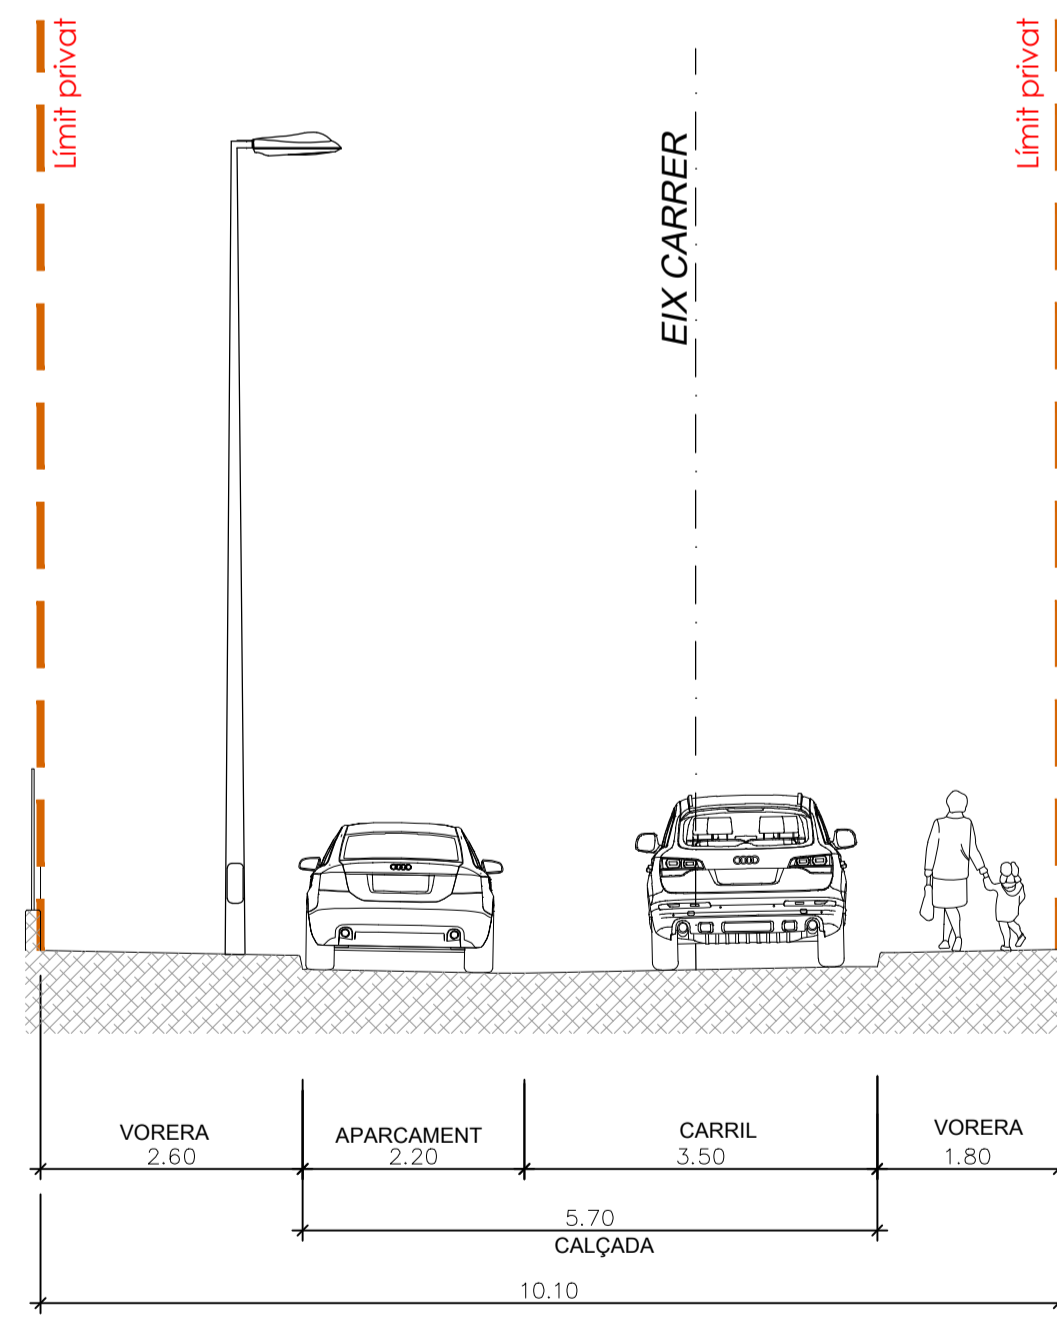 Límit privat
Límit privat
EIX CARRER
VORERA
2.60
APARCAMENT
2.20
CARRIL
3.50
VORERA
1.80
5.70
CALÇADA
10.10